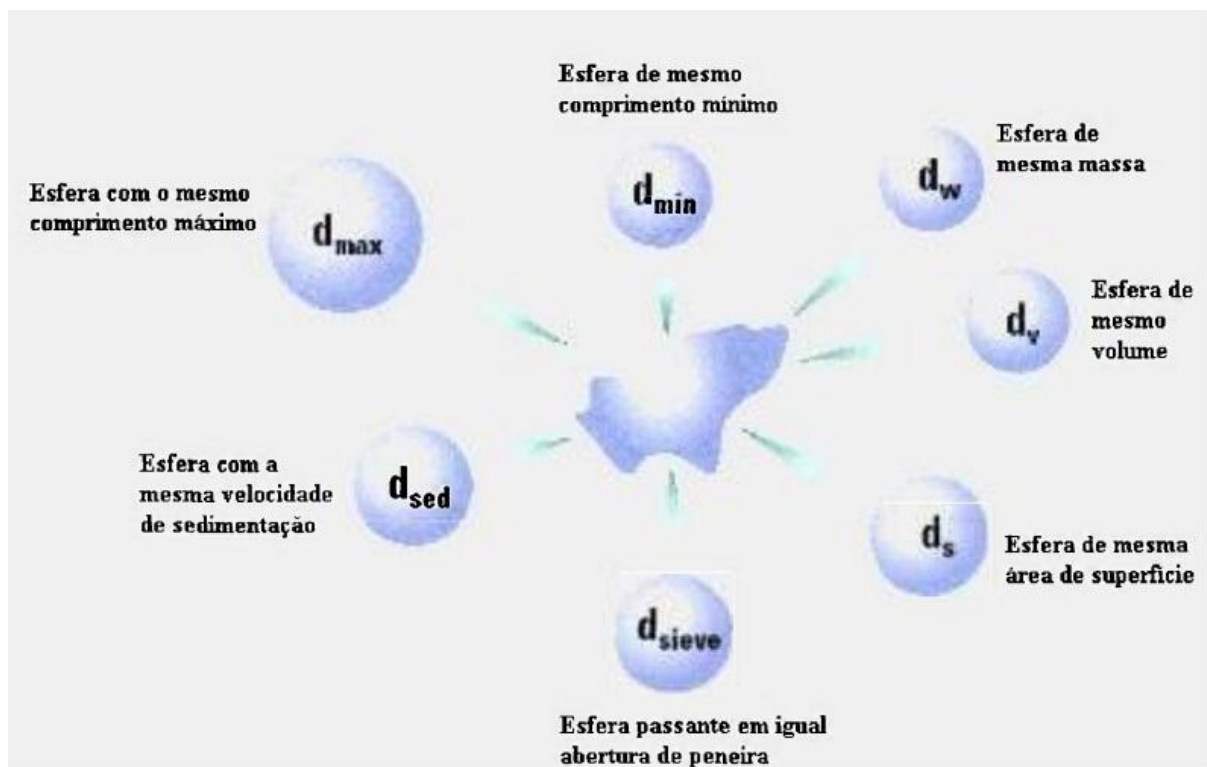 Esfera de mesmo
comprimento mínimo
d_min
Esfera de
mesma massa
d_w
Esfera com o mesmo
comprimento máximo
d_max
Esfera de
mesmo
volume
d_v
Esfera com a
mesma velocidade
de sedimentação
d_sed
Esfera de mesma
área de superfície
d_s
d_sieve
Esfera passante em igual
abertura de peneira